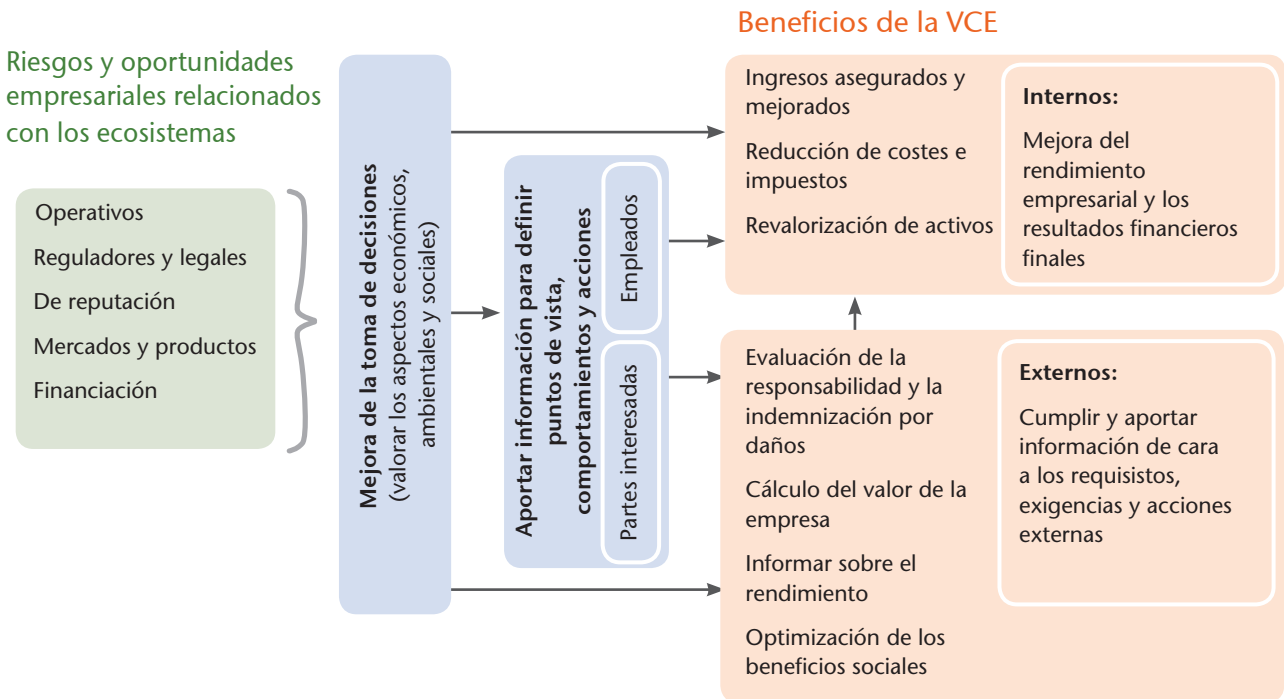 Beneficios de la VCE
Riesgos y oportunidades
empresariales relacionados
con los ecosistemas
Operativos
Reguladores y legales
De reputación
Mercados y productos
Financiación
Mejora de la toma de decisiones
(valorar los aspectos económicos,
ambientales y sociales)
Aportar información para definir
puntos de vista,
comportamientos y acciones
Empleados
Partes interesadas
Ingresos asegurados y
mejorados
Reducción de costes e
impuestos
Revalorización de activos
Internos:
Mejora del
rendimiento
empresarial y los
resultados financieros
finales
Evaluación de la
responsabilidad y la
indemnización por
daños
Cálculo del valor de la
empresa
Informar sobre el
rendimiento
Optimización de los
beneficios sociales
Externos:
Cumplir y aportar
información de cara
a los requisistos,
exigencias y acciones
externas